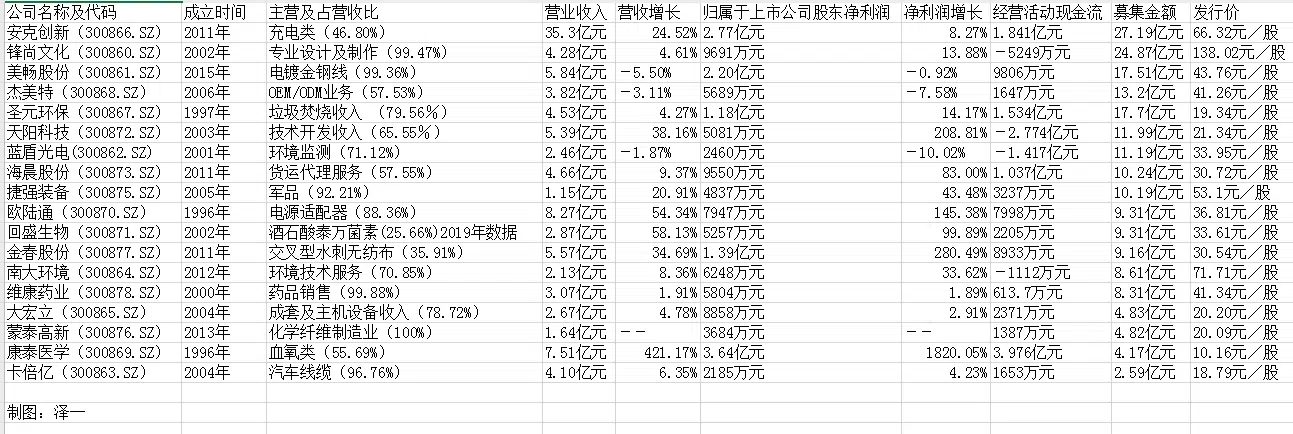 公司名称及代码 成立时间 主营及占营收比 营业收入 营收增长 归属于上市公司股东净利润 净利润增长 经营活动现金流 募集金额 发行价
安克创新（300866.SZ） 2011年 充电类（46.80%） 35.3亿元 24.52% 2.77亿元 8.27% 1.841亿元 27.19亿元 66.32元／股
锋尚文化（300860.SZ） 2002年 专业设计及制作（99.47%） 4.28亿元 4.61% 9691万元 13.88% －5249万元 24.87亿元 138.02元／股
美畅股份（300861.SZ） 2015年 电镀金钢线（99.36%） 5.84亿元 －5.50% 2.20亿元 －0.92% 9806万元 17.51亿元 43.76元／股
杰美特（300868.SZ） 2006年 OEM/ODM业务（57.53%） 3.82亿元 －3.11% 5689万元 －7.58% 1647万元 13.2亿元 41.26元／股
圣元环保（300867.SZ） 1997年 垃圾焚烧收入 （79.56％） 4.53亿元 4.27% 1.18亿元 14.17% 1.534亿元 17.7亿元 19.34元／股
天阳科技（300872.SZ） 2003年 技术开发收入（65.55％） 5.39亿元 38.16% 5081万元 208.81% －2.774亿元 11.99亿元 21.34元／股
蓝盾光电(300862.SZ） 2001年 环境监测（71.12%） 2.46亿元 －1.87% 2460万元 －10.02% －1.417亿元 11.19亿元 33.95元／股
海晨股份（300873.SZ） 2011年 货运代理服务（57.55%） 4.66亿元 9.37% 9550万元 83.00% 1.037亿元 10.24亿元 30.72元／股
捷强装备（300875.SZ） 2005年 军品（92.21%） 1.15亿元 20.91% 4837万元 43.48% 3237万元 10.19亿元 53.1元／股
欧陆通（300870.SZ） 1996年 电源适配器（88.36%） 8.27亿元 54.34% 7947万元 145.38% 7998万元 9.31亿元 36.81元／股
回盛生物（300871.SZ） 2002年 酒石酸泰万菌素(25.66%)2019年数据 2.87亿元 58.13% 5257万元 99.89% 2205万元 9.31亿元 33.61元／股
金春股份（300877.SZ） 2011年 交叉型水刺无纺布（35.91%） 5.57亿元 34.69% 1.39亿元 280.49% 8933万元 9.16亿元 30.54元／股
南大环境（300864.SZ） 2012年 环境技术服务（70.85%） 2.13亿元 8.36% 6248万元 33.62% －1112万元 8.61亿元 71.71元／股
维康药业（300878.SZ） 2000年 药品销售（99.88%） 3.07亿元 1.91% 5804万元 1.89% 613.7万元 8.31亿元 41.34元／股
大宏立（300865.SZ） 2004年 成套及主机设备收入（78.72%） 2.67亿元 4.78% 8858万元 2.91% 2371万元 4.83亿元 20.20元／股
蒙泰高新（300876.SZ） 2013年 化学纤维制造业（100%） 1.64亿元 －－ 3684万元 －－ 1387万元 4.82亿元 20.09元／股
康泰医学（300869.SZ） 1996年 血氧类（55.69%） 7.51亿元 421.17% 3.64亿元 1820.05% 3.976亿元 4.17亿元 10.16元／股
卡倍亿（300863.SZ） 2004年 汽车线缆（96.76%） 4.10亿元 6.35% 2185万元 4.23% 1653万元 2.59亿元 18.79元／股
制图：泽一